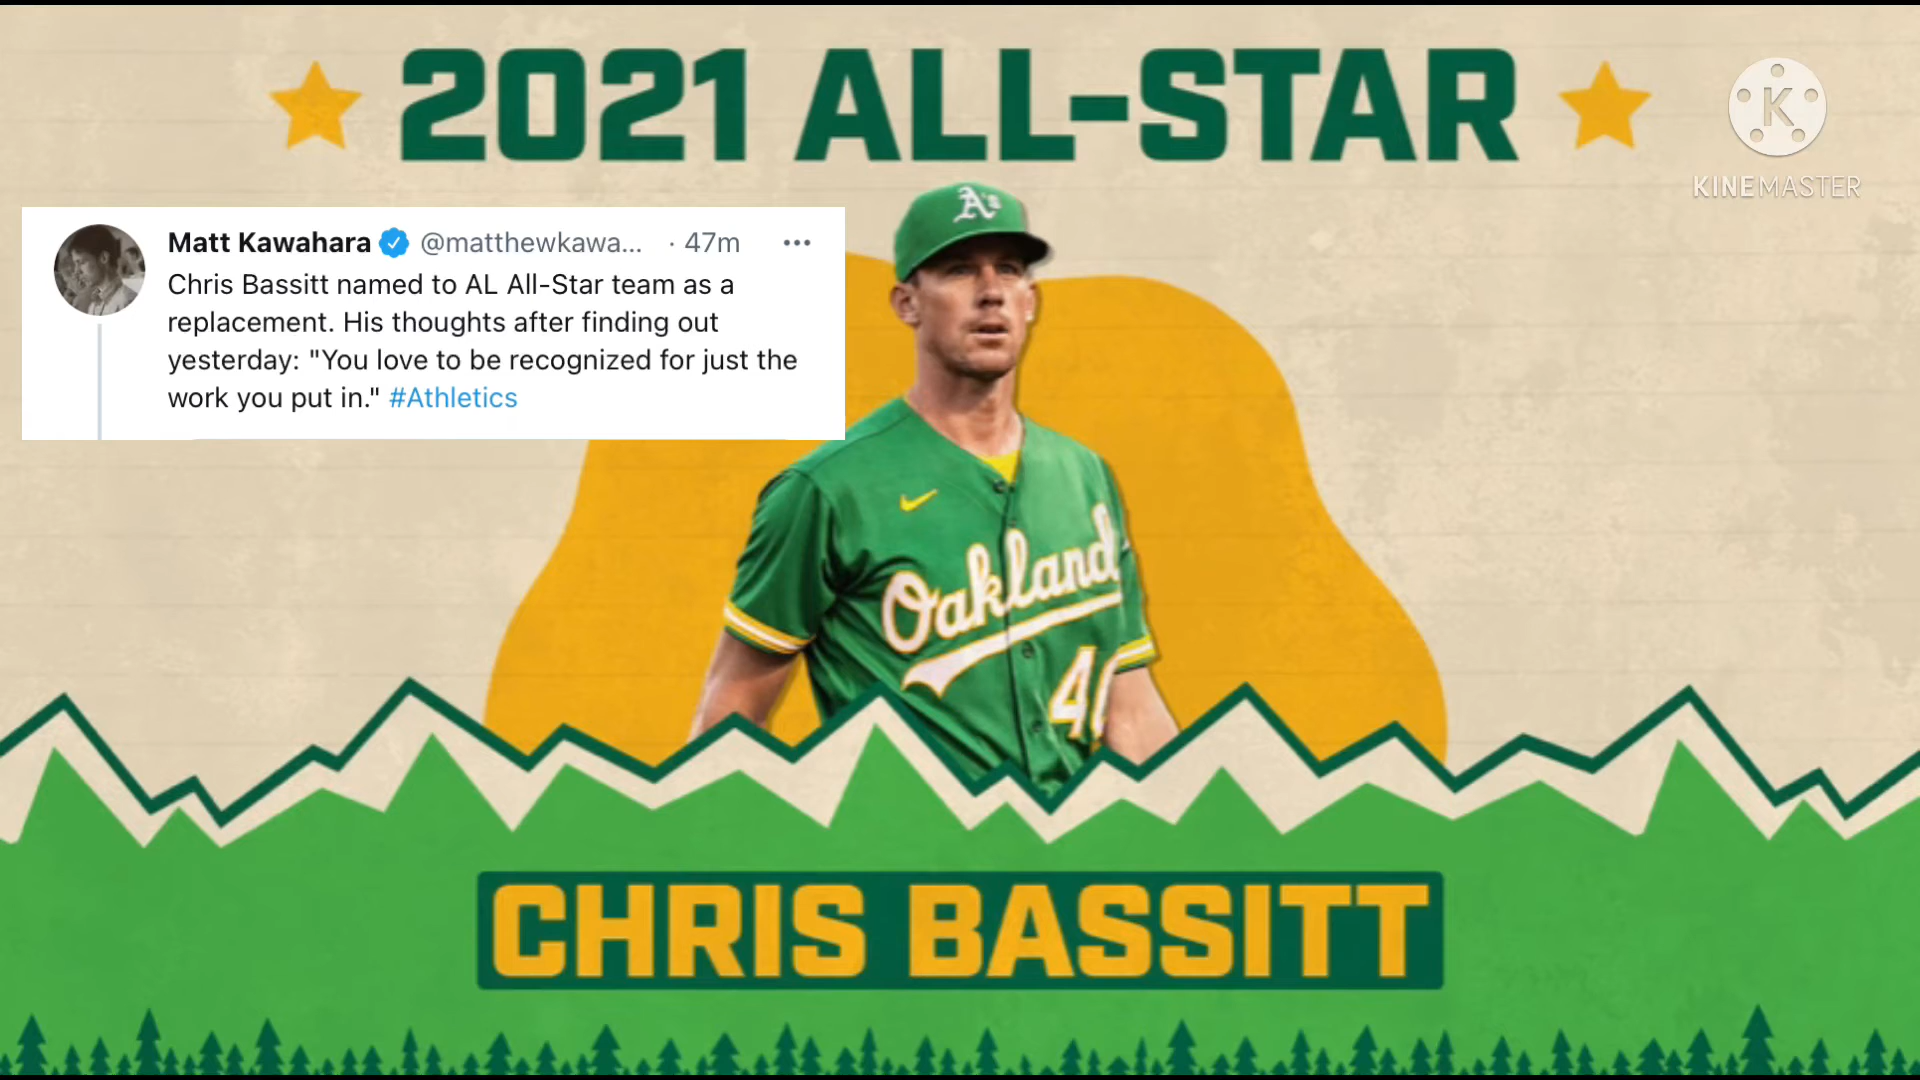 2021 ALL-STAR
K
KINEMASTER
Matt Kawahara @matthewkawa... · 47m
Chris Bassitt named to AL All-Star team as a
replacement. His thoughts after finding out
yesterday: "You love to be recognized for just the
work you put in." #Athletics
A's
Oakland
40
CHRIS BASSITT